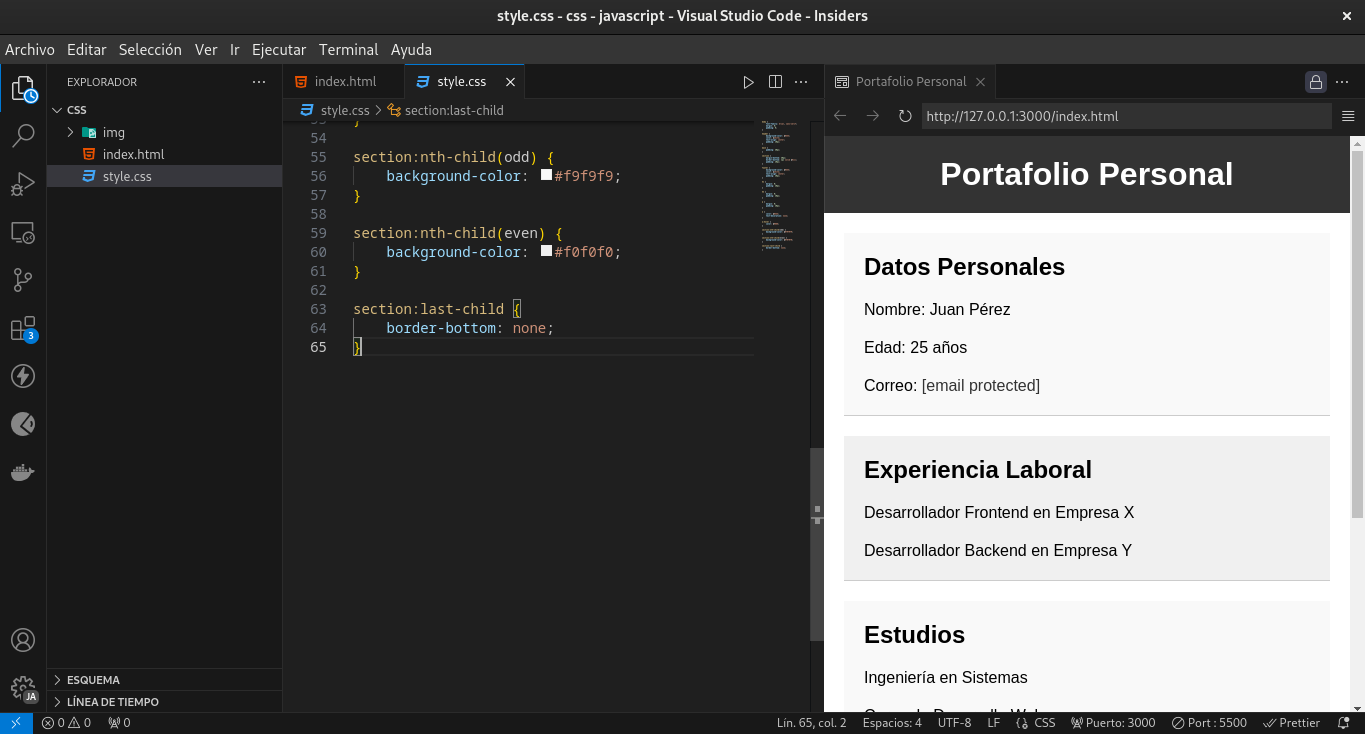 style.css - css - javascript - Visual Studio Code - Insiders
Archivo Editar Selección Ver Ir Ejecutar Terminal Ayuda
EXPLORADOR
CSS
img
index.html
style.css
3
JA
ESQUEMA
LÍNEA DE TIEMPO
index.html style.css
style.css > section:last-child
53 }
54
55 section:nth-child(odd) {
56 background-color: #f9f9f9;
57 }
58
59 section:nth-child(even) {
60 background-color: #f0f0f0;
61 }
62
63 section:last-child {
64 border-bottom: none;
65 }
Portafolio Personal
http://127.0.0.1:3000/index.html
Portafolio Personal
Datos Personales
Nombre: Juan Pérez
Edad: 25 años
Correo: [email protected]
Experiencia Laboral
Desarrollador Frontend en Empresa X
Desarrollador Backend en Empresa Y
Estudios
Ingeniería en Sistemas
0 0 0 Lín. 65, col. 2 Espacios: 4 UTF-8 LF CSS Puerto: 3000 Port : 5500 Prettier